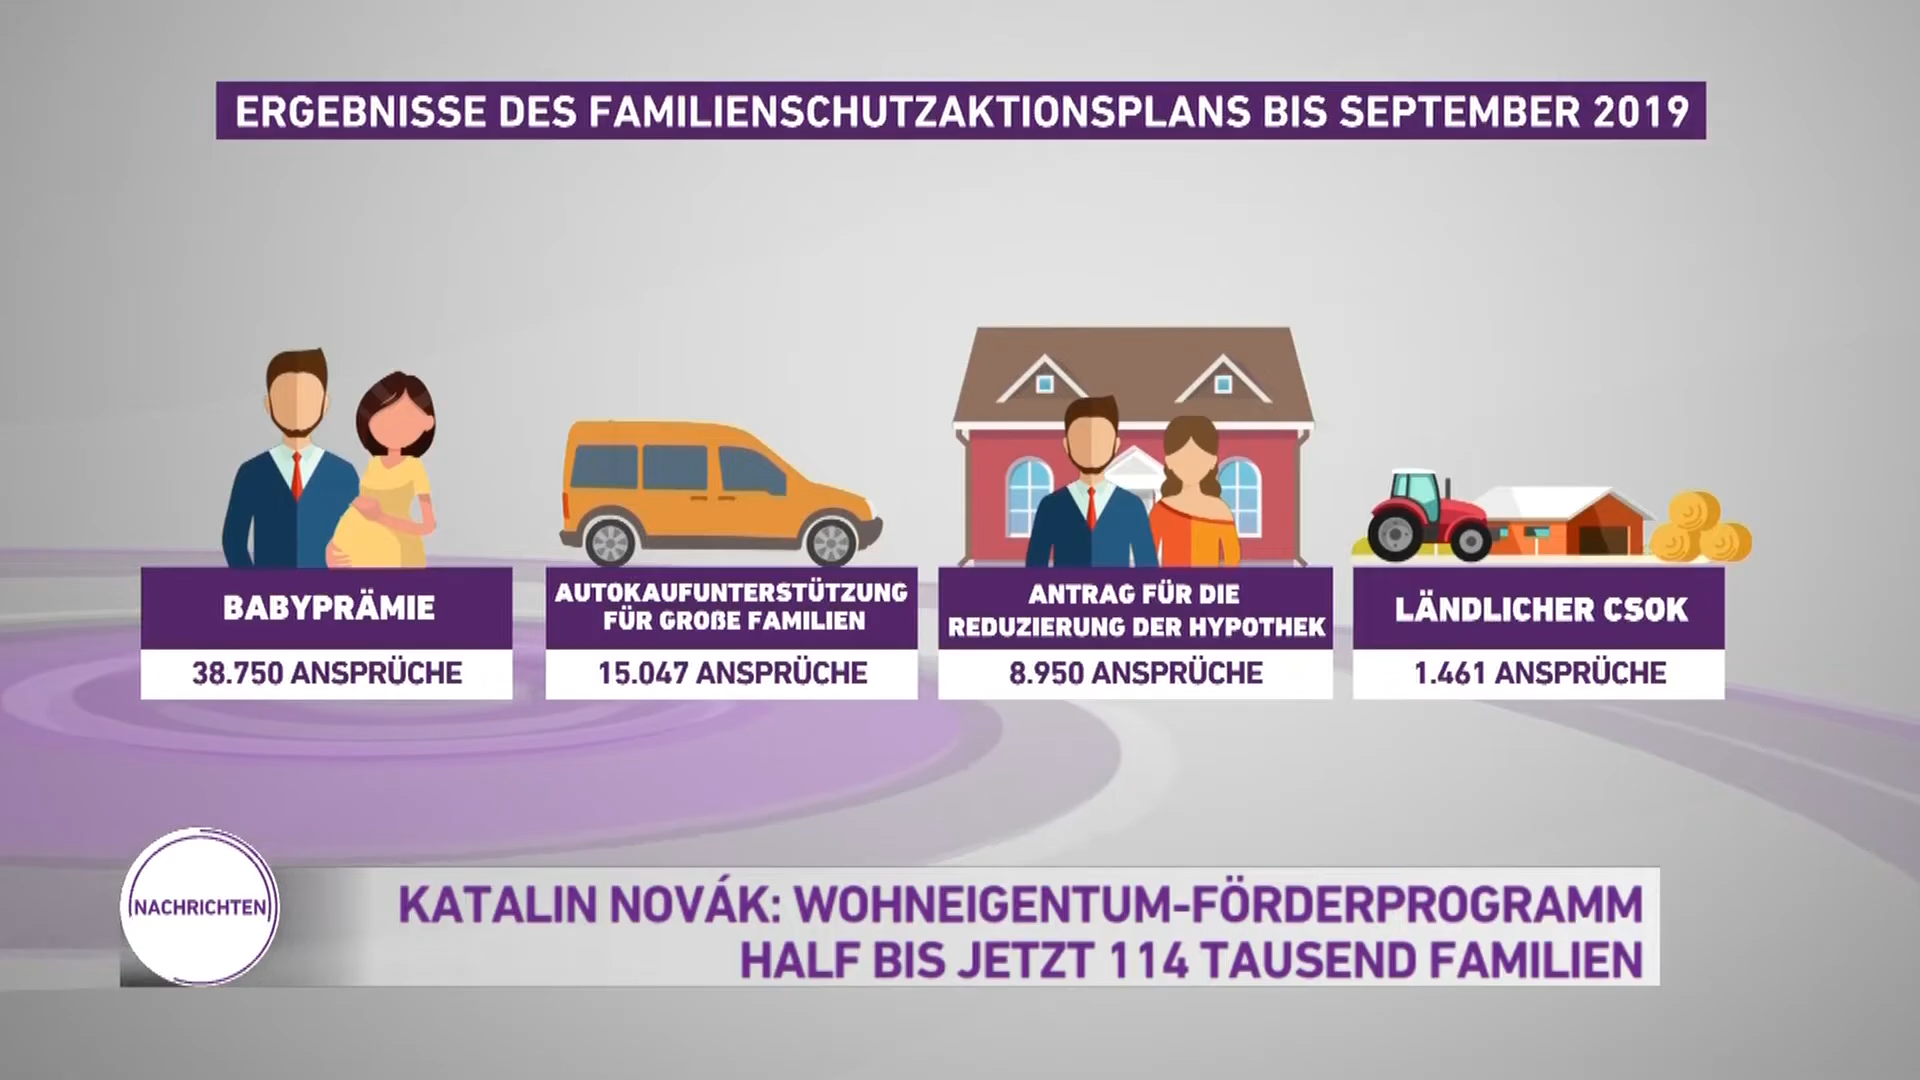 ERGEBNISSE DES FAMILIENSCHUTZAKTIONSPLANS BIS SEPTEMBER 2019
BABYPRÄMIE
38.750 ANSPRÜCHE
AUTOKAUFUNTERSTÜTZUNG
FÜR GROßE FAMILIEN
15.047 ANSPRÜCHE
ANTRAG FÜR DIE
REDUZIERUNG DER HYPOTHEK
8.950 ANSPRÜCHE
LÄNDLICHER CSOK
1.461 ANSPRÜCHE
NACHRICHTEN
KATALIN NOVÁK: WOHNEIGENTUM-FÖRDERPROGRAMM
HALF BIS JETZT 114 TAUSEND FAMILIEN